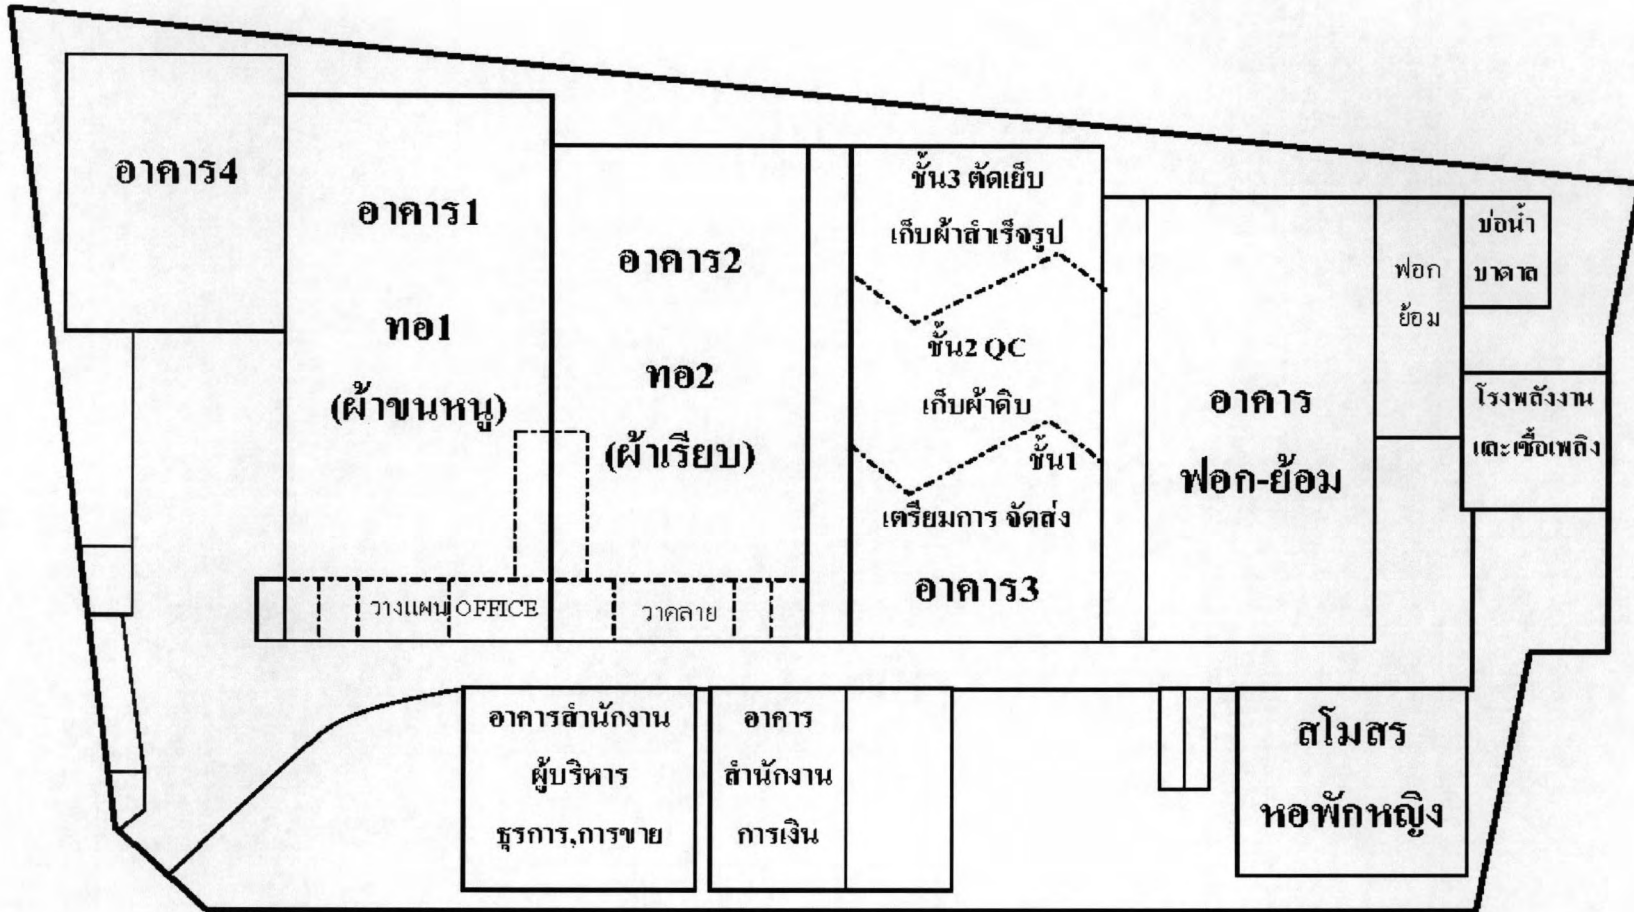 อาคาร4
อาคาร1
ทอ1
(ผ้าขนหนู)
อาคาร2
ทอ2
(ผ้าเรียบ)
วางแผน OFFICE
วาดลาย
ชั้น3 ตัดเย็บ
เก็บผ้าสำเร็จรูป
ชั้น2 QC
เก็บผ้าดิบ
ชั้น1
เตรียมการ จัดส่ง
อาคาร3
อาคาร
ฟอก-ย้อม
ฟอก
ย้อม
บ่อน้ำ
บาดาล
โรงพลังงาน
และเชื้อเพลิง
อาคารสำนักงาน
ผู้บริหาร
ธุรการ,การขาย
อาคาร
สำนักงาน
การเงิน
สโมสร
หอพักหญิง